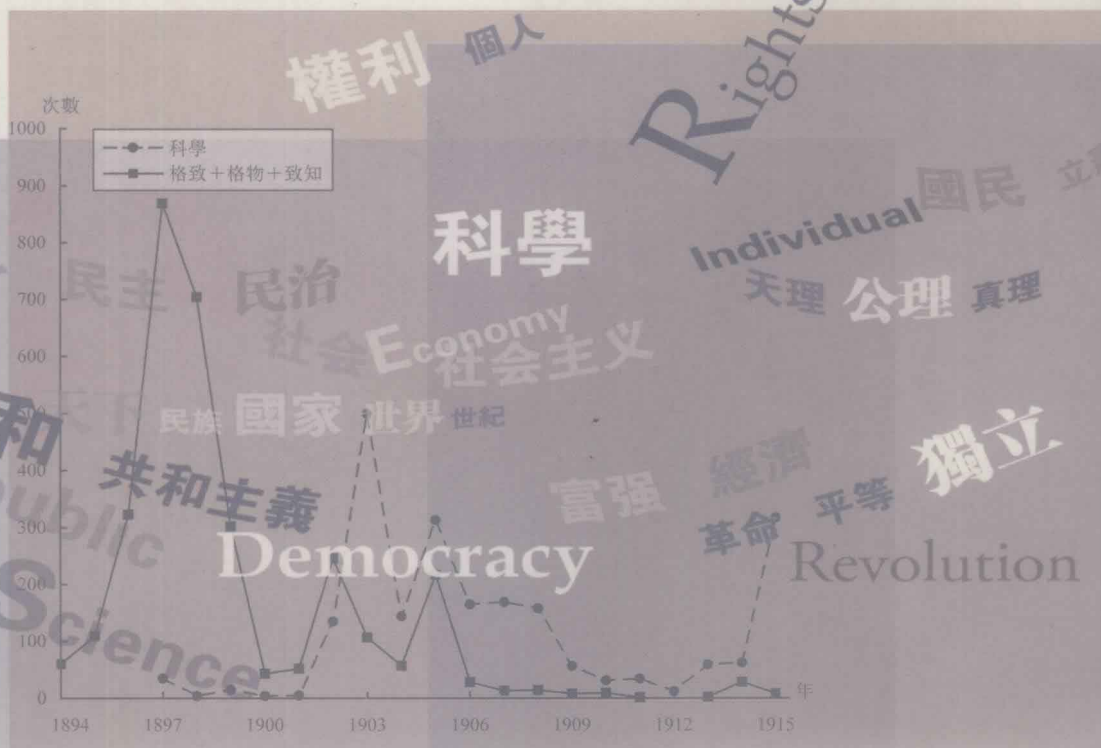 Rights
權利
個人
次數
1000
科學
格致+格物+致知
900
800
700
600
500
400
300
200
100
0
1894
1897
1900
1903
1906
1909
1912
1915
年
國民
科學
Individual
天理
公理
真理
民主
民治
社会
Economy
社会主义
天下
民族
國家
世界
世紀
獨立
經濟
富强
平等
革命
共和主義
Democracy
Revolution
Science